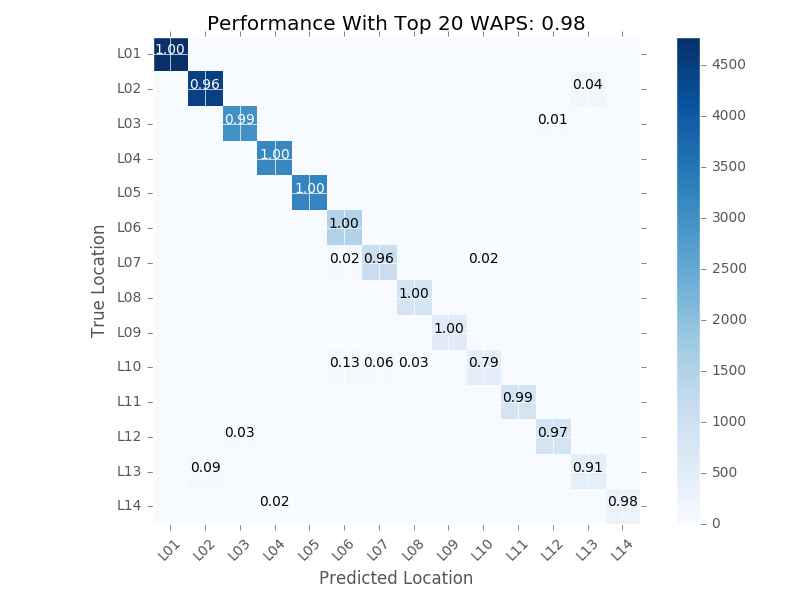 Performance With Top 20 WAPS: 0.98
L01 1.00
L02 0.96 0.04
L03 0.99 0.01
L04 1.00
L05 1.00
L06 1.00
L07 0.02 0.96 0.02
L08 1.00
L09 1.00
L10 0.13 0.06 0.03 0.79
L11 0.99
L12 0.03 0.97
L13 0.09 0.91
L14 0.02 0.98
L01 L02 L03 L04 L05 L06 L07 L08 L09 L10 L11 L12 L13 L14
Predicted Location
True Location
4500
4000
3500
3000
2500
2000
1500
1000
500
0